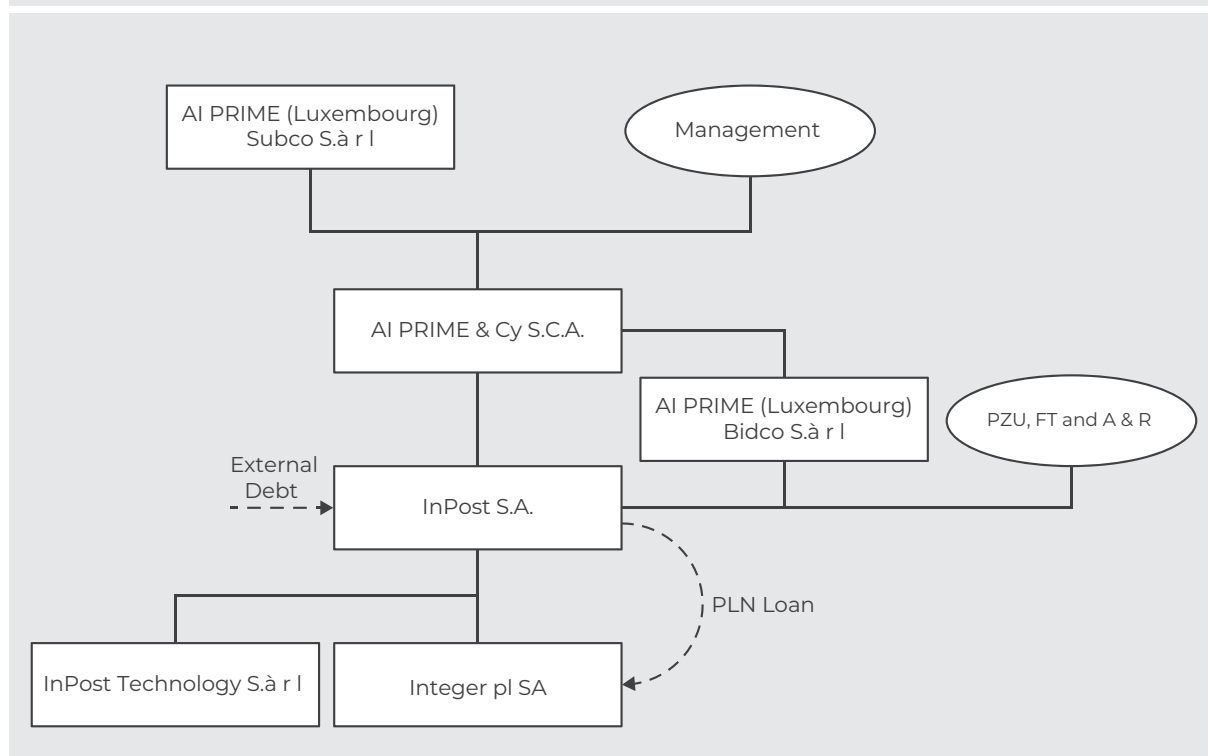 AI PRIME (Luxembourg)
Subco S.à r l
Management
AI PRIME & Cy S.C.A.
AI PRIME (Luxembourg)
Bidco S.à r l
PZU, FT and A & R
External
Debt
InPost S.A.
PLN Loan
InPost Technology S.à r l
Integer pl SA